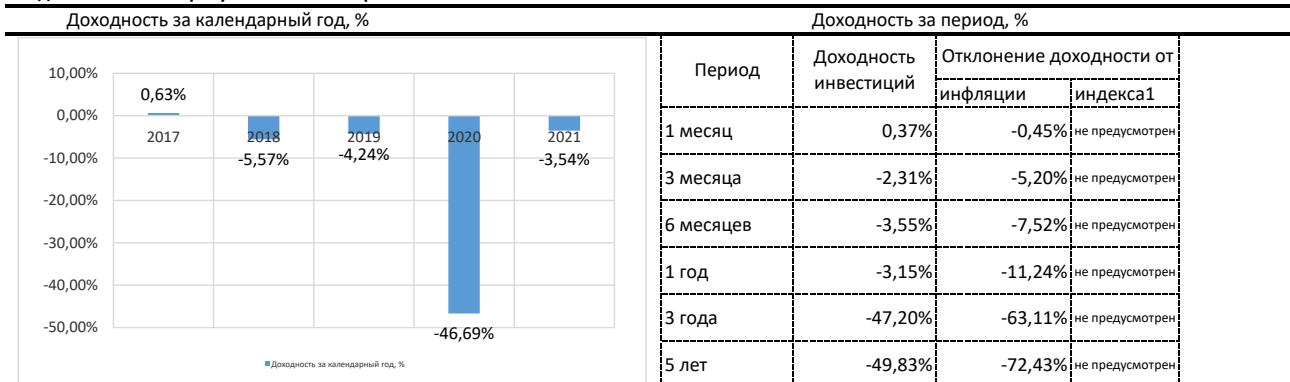 Доходность за календарный год, %
Доходность за период, %
10,00%
0,00%
-10,00%
-20,00%
-30,00%
-40,00%
-50,00%
0,63%
-5,57%
-4,24%
-46,69%
-3,54%
2017 2018 2019 2020 2021
Доходность за календарный год, %
Период Доходность инвестиций Отклонение доходности от
инфляции индекса1
1 месяц 0,37% -0,45% не предусмотрен
3 месяца -2,31% -5,20% не предусмотрен
6 месяцев -3,55% -7,52% не предусмотрен
1 год -3,15% -11,24% не предусмотрен
3 года -47,20% -63,11% не предусмотрен
5 лет -49,83% -72,43% не предусмотрен